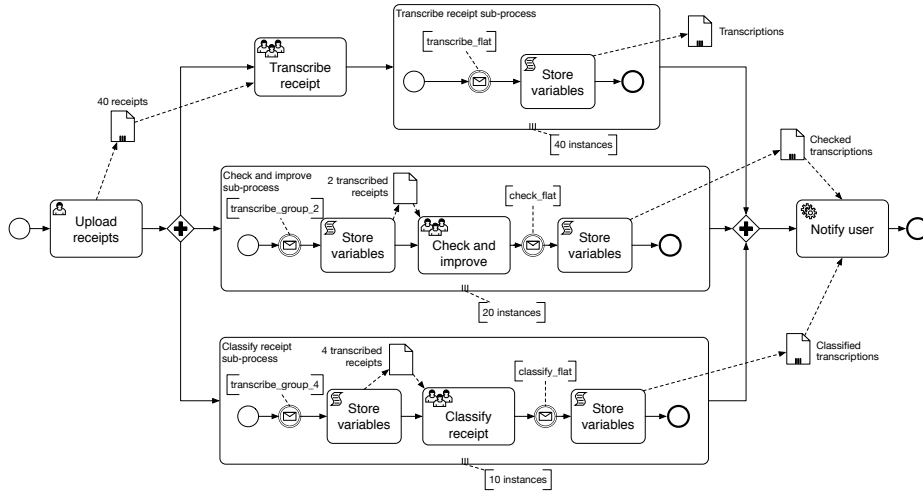 Transcribe receipt sub-process
transcribe_flat
Transcriptions
Transcribe
receipt
Store
variables
40 receipts
40 instances
Checked
transcriptions
Check and improve
sub-process
2 transcribed
receipts
transcribe_group_2
check_flat
Upload
receipts
Store
variables
Check and
improve
Store
variables
Notify user
20 instances
Classify receipt
sub-process
4 transcribed
receipts
Classified
transcriptions
transcribe_group_4
classify_flat
Store
variables
Classify
receipt
Store
variables
10 instances